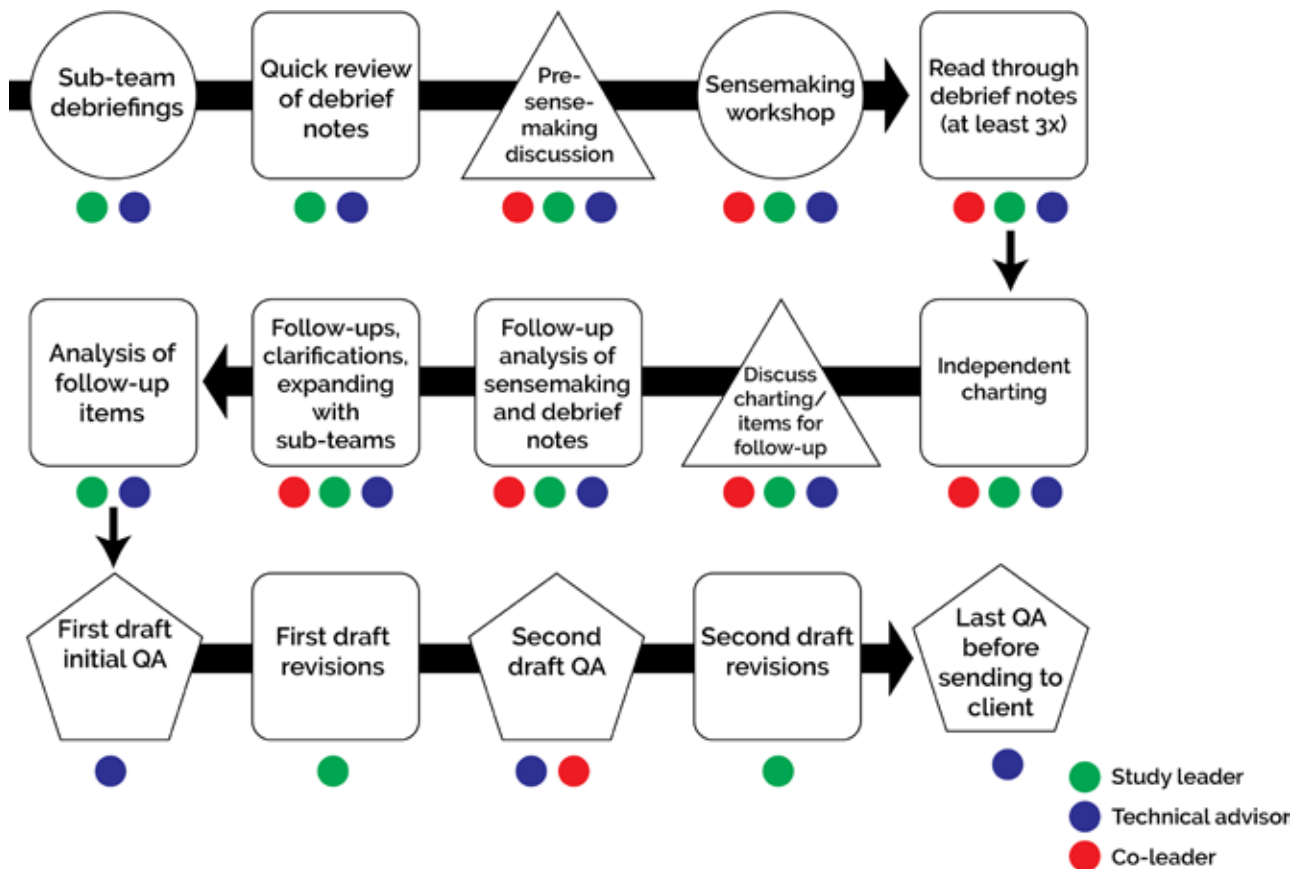 Sub-team
debriefings
Quick review
of debrief
notes
Pre-
sense-
making
discussion
Sensemaking
workshop
Read through
debrief notes
(at least 3x)
Analysis of
follow-up
items
Follow-ups,
clarifications,
expanding
with
sub-teams
Follow-up
analysis of
sensemaking
and debrief
notes
Discuss
charting/
items for
follow-up
Independent
charting
First draft
initial QA
First draft
revisions
Second
draft QA
Second draft
revisions
Last QA
before
sending to
client
Study leader
Technical advisor
Co-leader